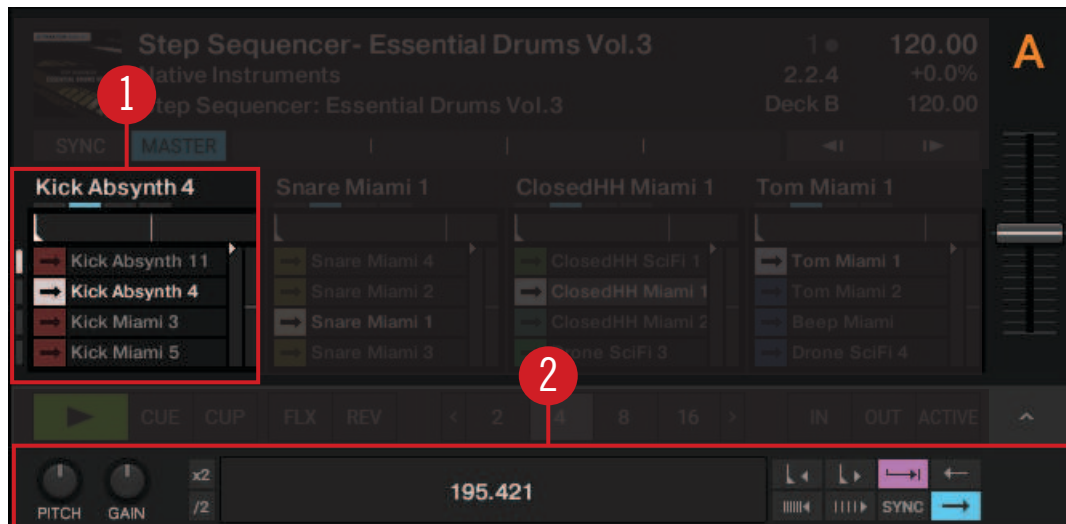 Step Sequencer- Essential Drums Vol.3 1 120.00
A
Native Instruments 2.2.4 +0.0%
1
Step Sequencer: Essential Drums Vol.3 Deck B 120.00
SYNC MASTER
Kick Absynth 4 Snare Miami 1 ClosedHH Miami 1 Tom Miami 1
Kick Absynth 11 Snare Miami 4 ClosedHH SciFi 1 Tom Miami 1
Kick Absynth 4 Snare Miami 2 ClosedHH Miami 1 Tom Miami 2
Kick Miami 3 Snare Miami 1 ClosedHH Miami 2 Beep Miami
Kick Miami 5 Snare Miami 3 Drone SciFi 3 Drone SciFi 4
2
CUE CUP FLX REV < 2 4 8 16 > IN OUT ACTIVE
x2
195.421
PITCH GAIN /2 SYNC